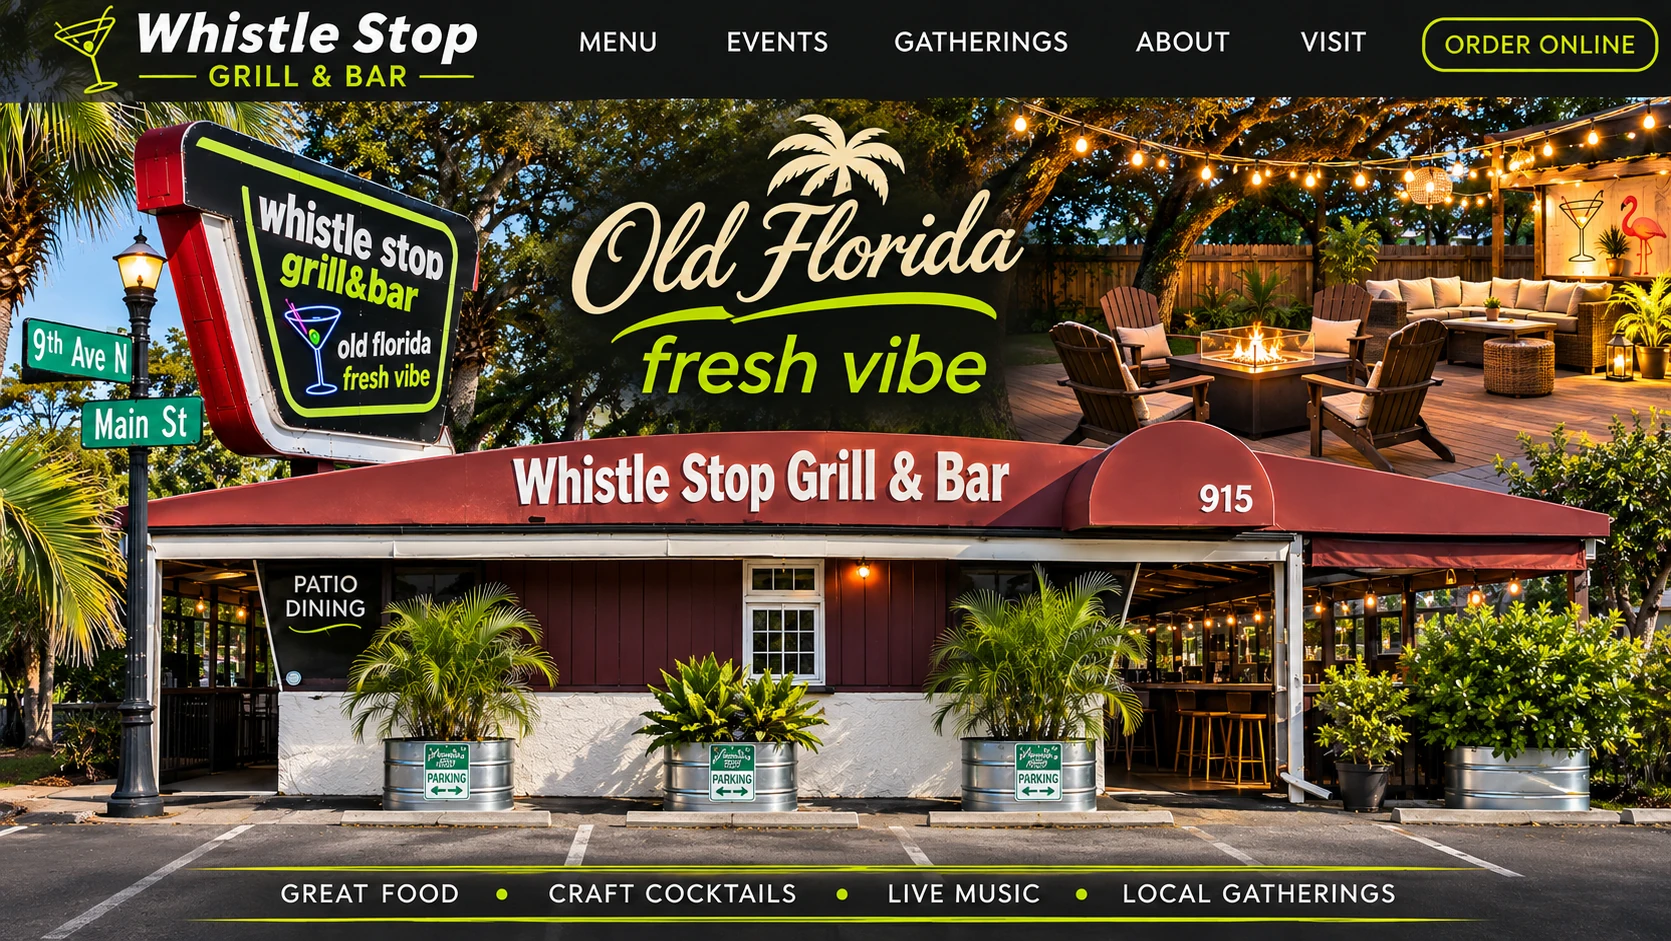 Whistle Stop
GRILL & BAR
MENU
EVENTS
GATHERINGS
ABOUT
VISIT
ORDER ONLINE
whistle stop
grill&bar
old florida
fresh vibe
9th Ave N
Main St
Old Florida
fresh vibe
Whistle Stop Grill & Bar
915
PATIO
DINING
PARKING
PARKING
PARKING
GREAT FOOD • CRAFT COCKTAILS • LIVE MUSIC • LOCAL GATHERINGS